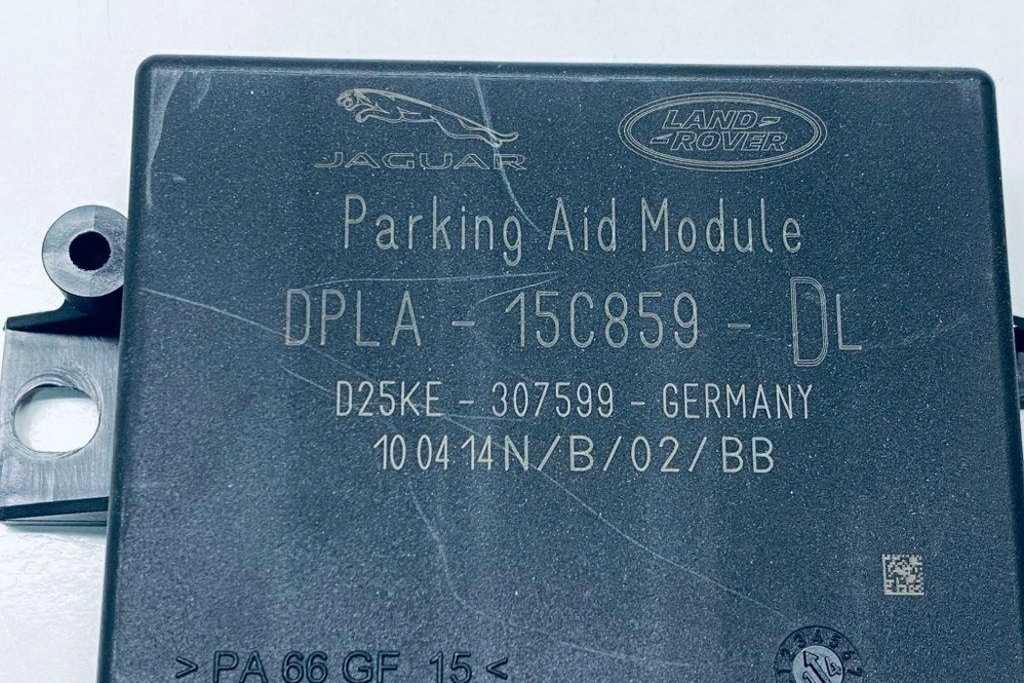 JAGUAR
LAND-
-ROVER
Parking Aid Module
DPLA - 15C859 - DL
D25KE - 307599 - GERMANY
10 04 14N/B/02/BB
>PA 66 GF 15<
14